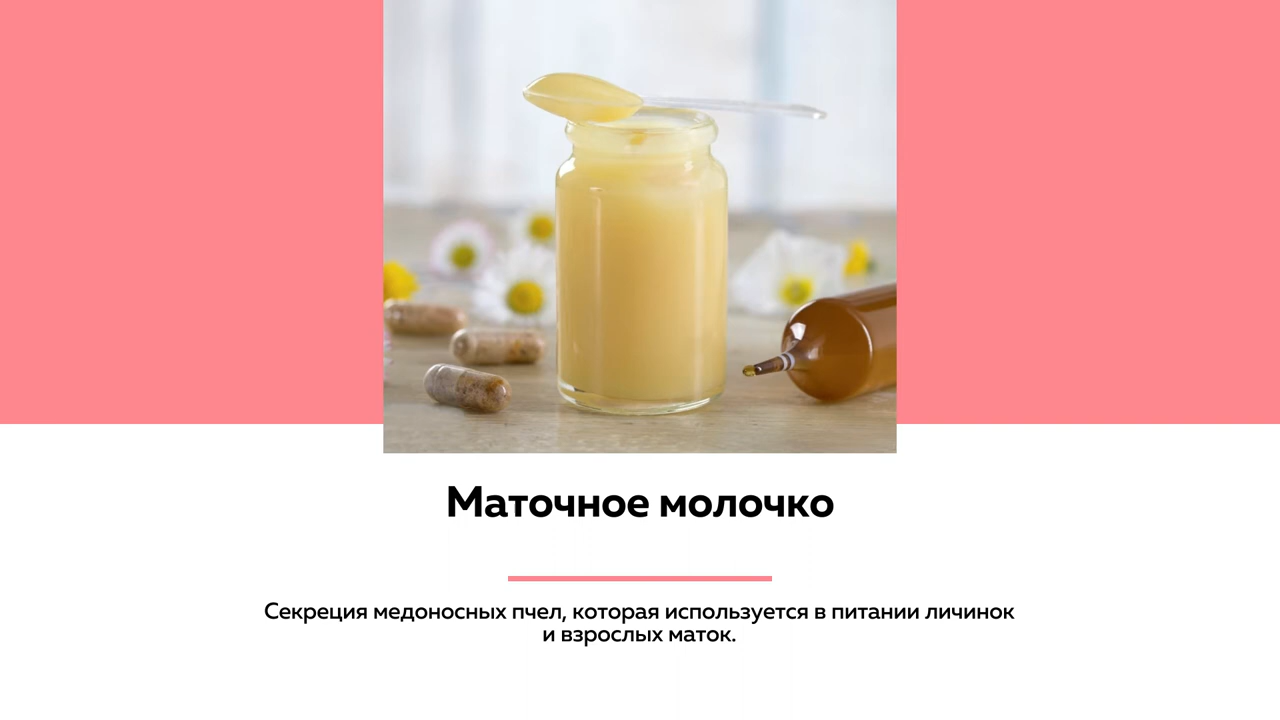 Маточное молочко
Секреция медоносных пчел, которая используется в питании личинок
и взрослых маток.